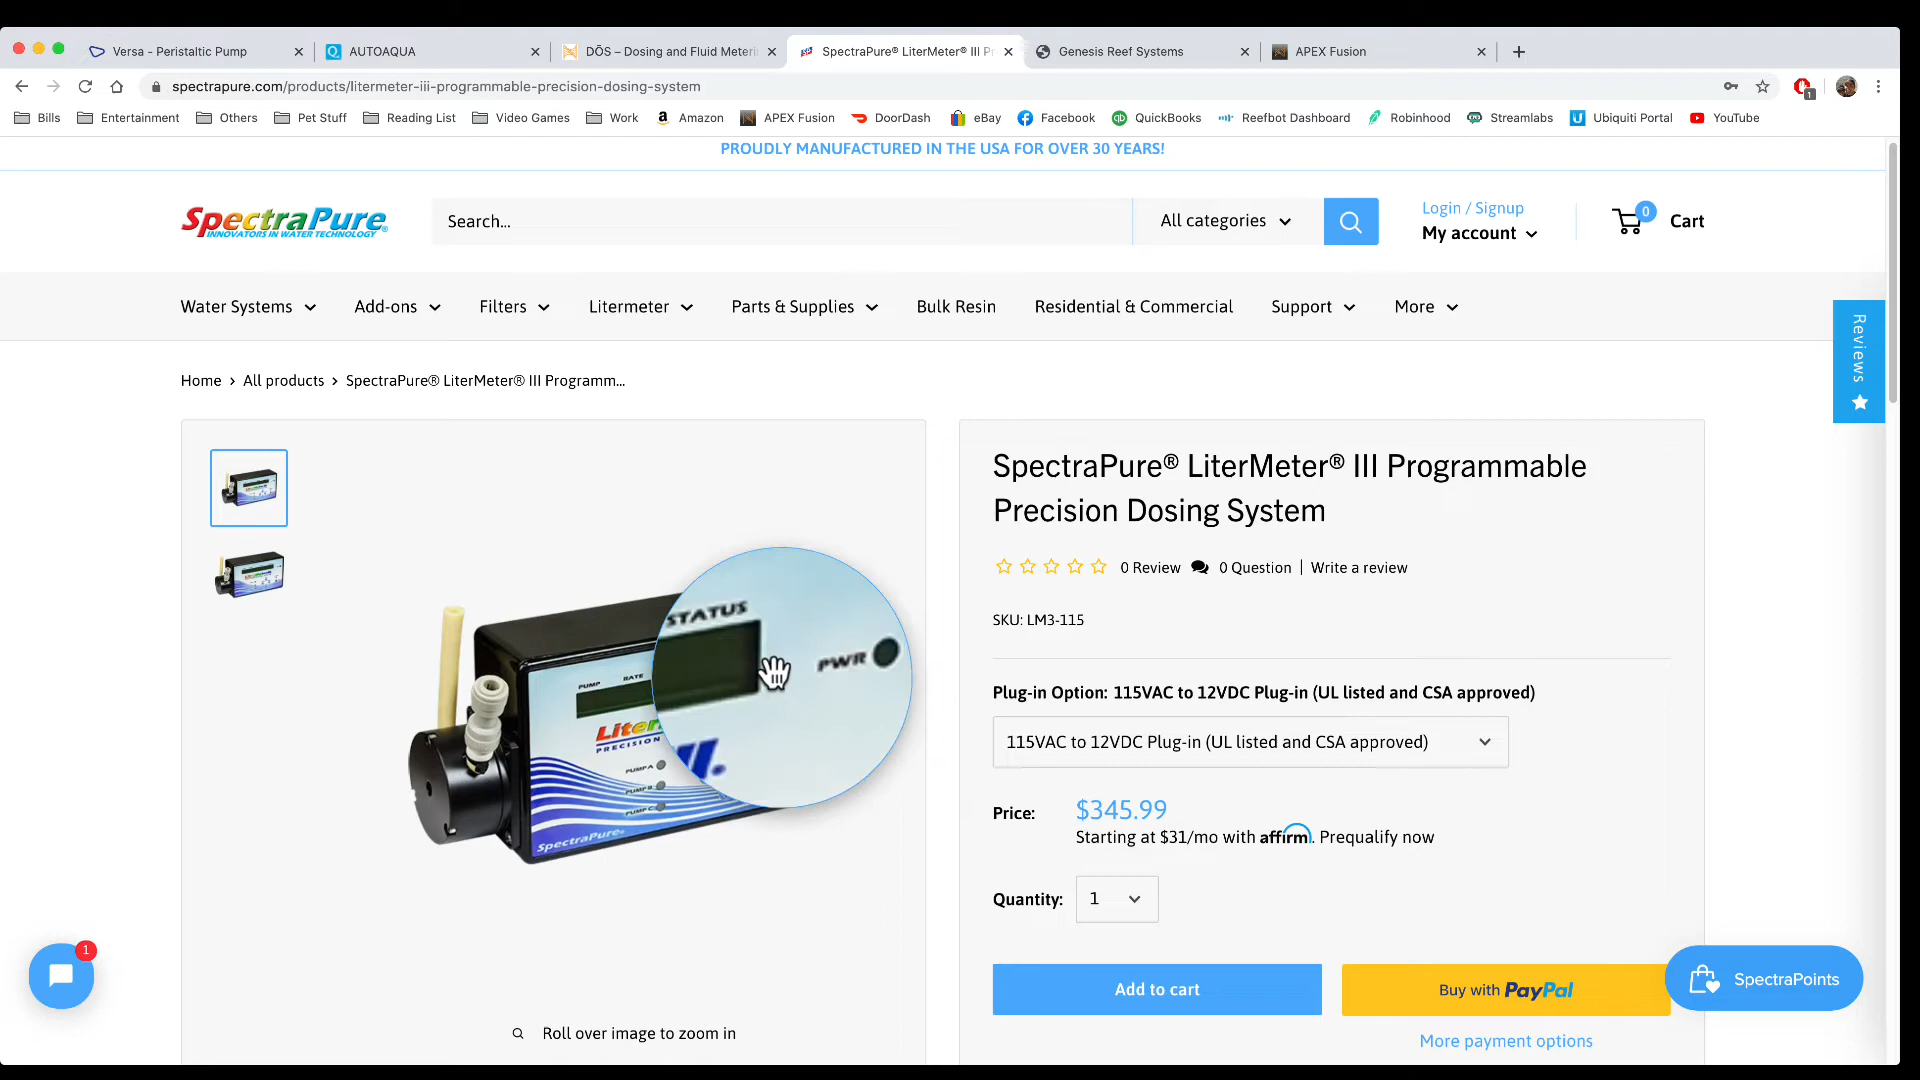 Versa - Peristaltic Pump
AUTOAQUA
DŌS – Dosing and Fluid Meteri
SpectraPure® LiterMeter® III Pr
Genesis Reef Systems
APEX Fusion
spectrapure.com/products/litermeter-iii-programmable-precision-dosing-system
1
Bills
Entertainment
Others
Pet Stuff
Reading List
Video Games
Work
Amazon
APEX Fusion
DoorDash
eBay
Facebook
QuickBooks
Reefbot Dashboard
Robinhood
Streamlabs
Ubiquiti Portal
YouTube
PROUDLY MANUFACTURED IN THE USA FOR OVER 30 YEARS!
SpectraPure®
INNOVATORS IN WATER TECHNOLOGY
Search...
All categories
Login / Signup
My account
0
Cart
Water Systems
Add-ons
Filters
Litermeter
Parts & Supplies
Bulk Resin
Residential & Commercial
Support
More
Reviews
Home › All products › SpectraPure® LiterMeter® III Programm...
STATUS
PWR
PUMP RATE
Liter
PRECISION
III.
PUMP A
PUMP B
PUMP C
SpectraPure®
Roll over image to zoom in
SpectraPure® LiterMeter® III Programmable
Precision Dosing System
0 Review 0 Question | Write a review
SKU: LM3-115
Plug-in Option: 115VAC to 12VDC Plug-in (UL listed and CSA approved)
115VAC to 12VDC Plug-in (UL listed and CSA approved)
Price: $345.99
Starting at $31/mo with affirm. Prequalify now
Quantity: 1
Add to cart
Buy with PayPal
More payment options
1
SpectraPoints